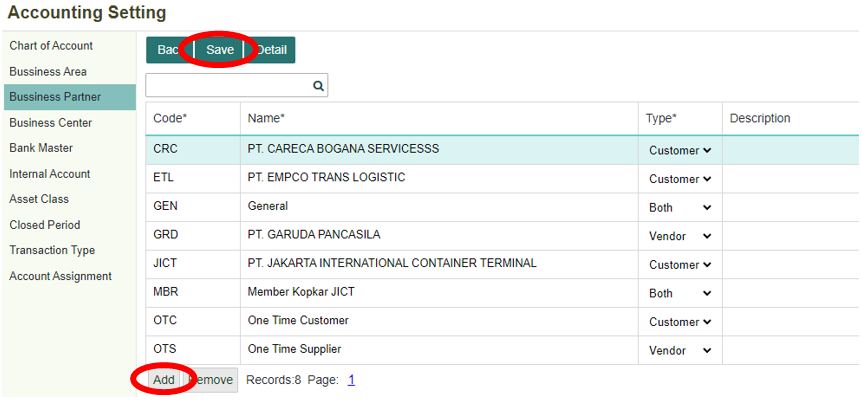 Accounting Setting
Chart of Account
Bussiness Area
Bussiness Partner
Business Center
Bank Master
Internal Account
Asset Class
Closed Period
Transaction Type
Account Assignment
Back Save Detail
Code* Name* Type* Description
CRC PT. CARECA BOGANA SERVICESSS Customer
ETL PT. EMPCO TRANS LOGISTIC Customer
GEN General Both
GRD PT. GARUDA PANCASILA Vendor
JICT PT. JAKARTA INTERNATIONAL CONTAINER TERMINAL Customer
MBR Member Kopkar JICT Both
OTC One Time Customer Customer
OTS One Time Supplier Vendor
Add Remove Records:8 Page: 1